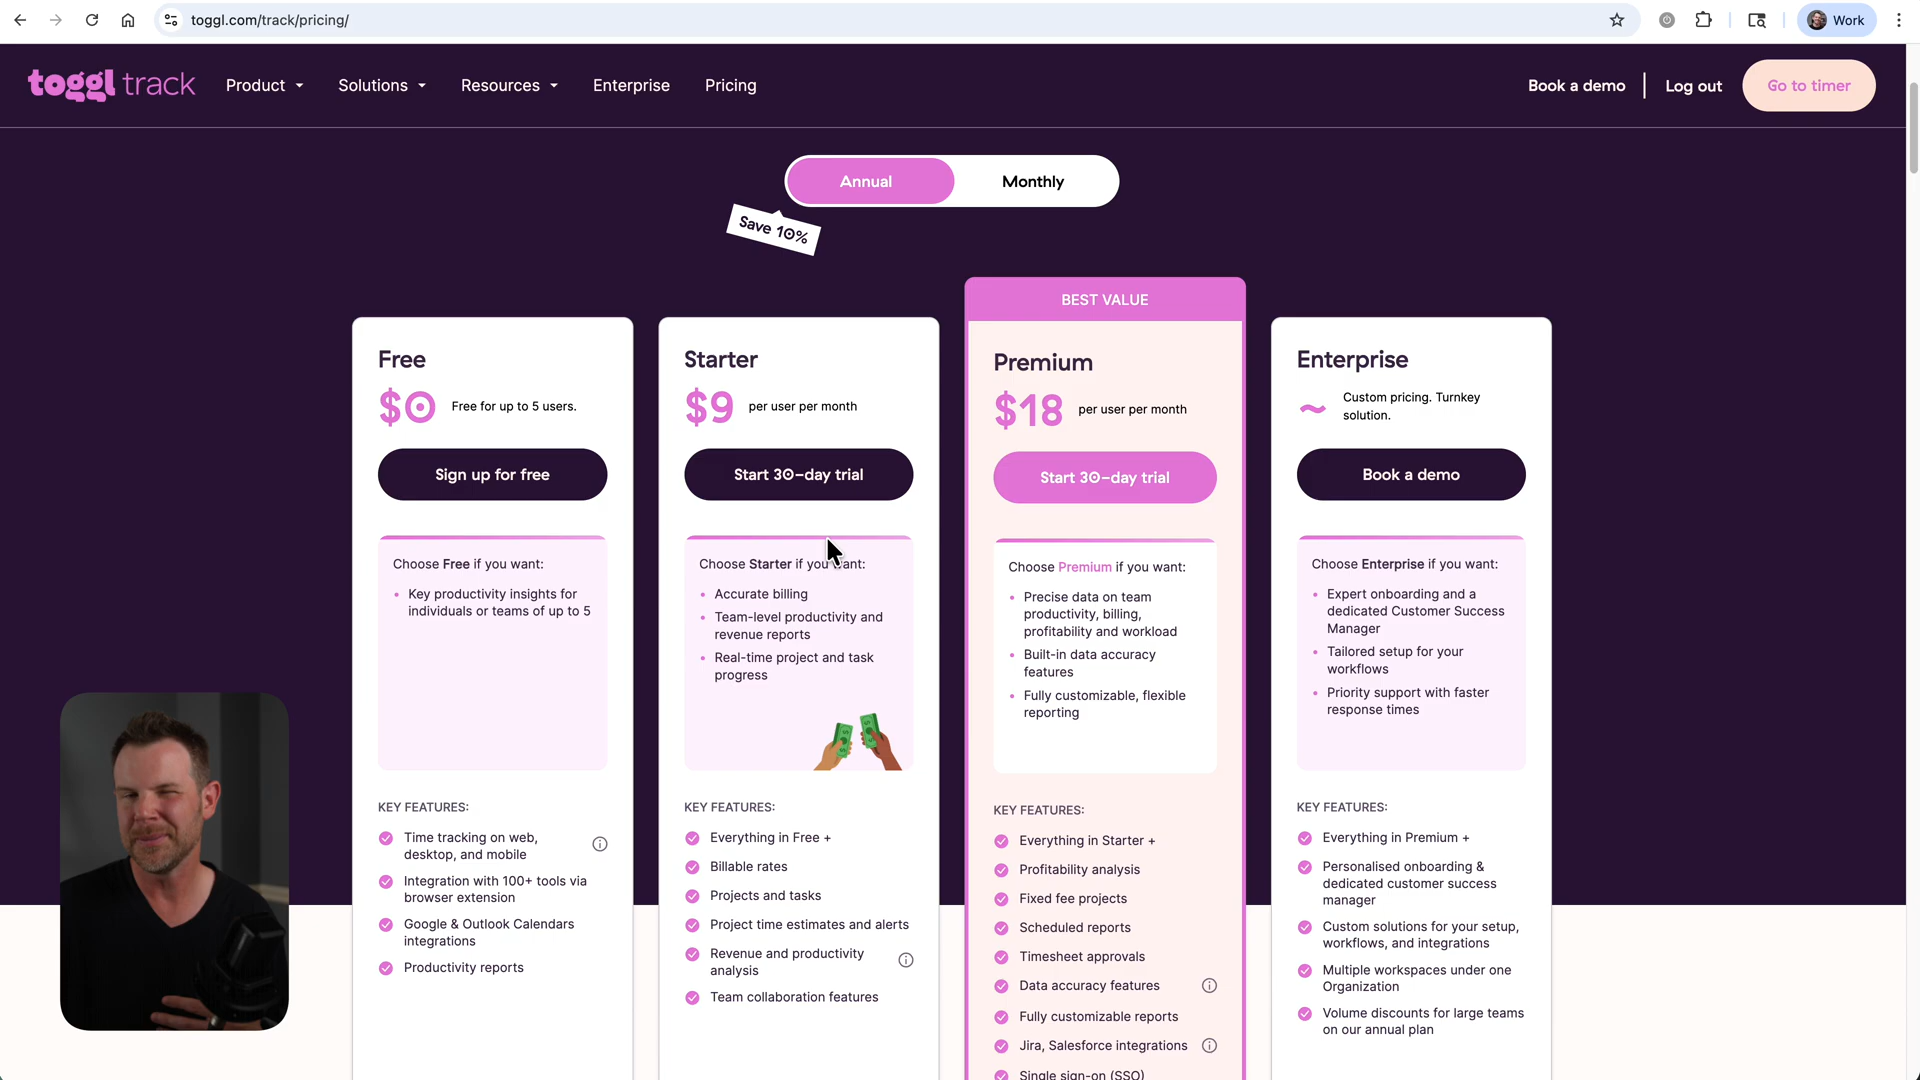 toggl.com/track/pricing/
Work
toggl track
Product
Solutions
Resources
Enterprise
Pricing
Book a demo
Log out
Go to timer
Annual
Monthly
Save 10%
Free
$0 Free for up to 5 users.
Sign up for free
Choose Free if you want:
• Key productivity insights for
individuals or teams of up to 5
KEY FEATURES:
Time tracking on web,
desktop, and mobile
Integration with 100+ tools via
browser extension
Google & Outlook Calendars
integrations
Productivity reports
Starter
$9 per user per month
Start 30-day trial
Choose Starter if you want:
• Accurate billing
• Team-level productivity and
revenue reports
• Real-time project and task
progress
KEY FEATURES:
Everything in Free +
Billable rates
Projects and tasks
Project time estimates and alerts
Revenue and productivity
analysis
Team collaboration features
BEST VALUE
Premium
$18 per user per month
Start 30-day trial
Choose Premium if you want:
• Precise data on team
productivity, billing,
profitability and workload
• Built-in data accuracy
features
• Fully customizable, flexible
reporting
KEY FEATURES:
Everything in Starter +
Profitability analysis
Fixed fee projects
Scheduled reports
Timesheet approvals
Data accuracy features
Fully customizable reports
Jira, Salesforce integrations
Single sign-on (SSO)
Enterprise
~ Custom pricing. Turnkey
solution.
Book a demo
Choose Enterprise if you want:
• Expert onboarding and a
dedicated Customer Success
Manager
• Tailored setup for your
workflows
• Priority support with faster
response times
KEY FEATURES:
Everything in Premium +
Personalised onboarding &
dedicated customer success
manager
Custom solutions for your setup,
workflows, and integrations
Multiple workspaces under one
Organization
Volume discounts for large teams
on our annual plan